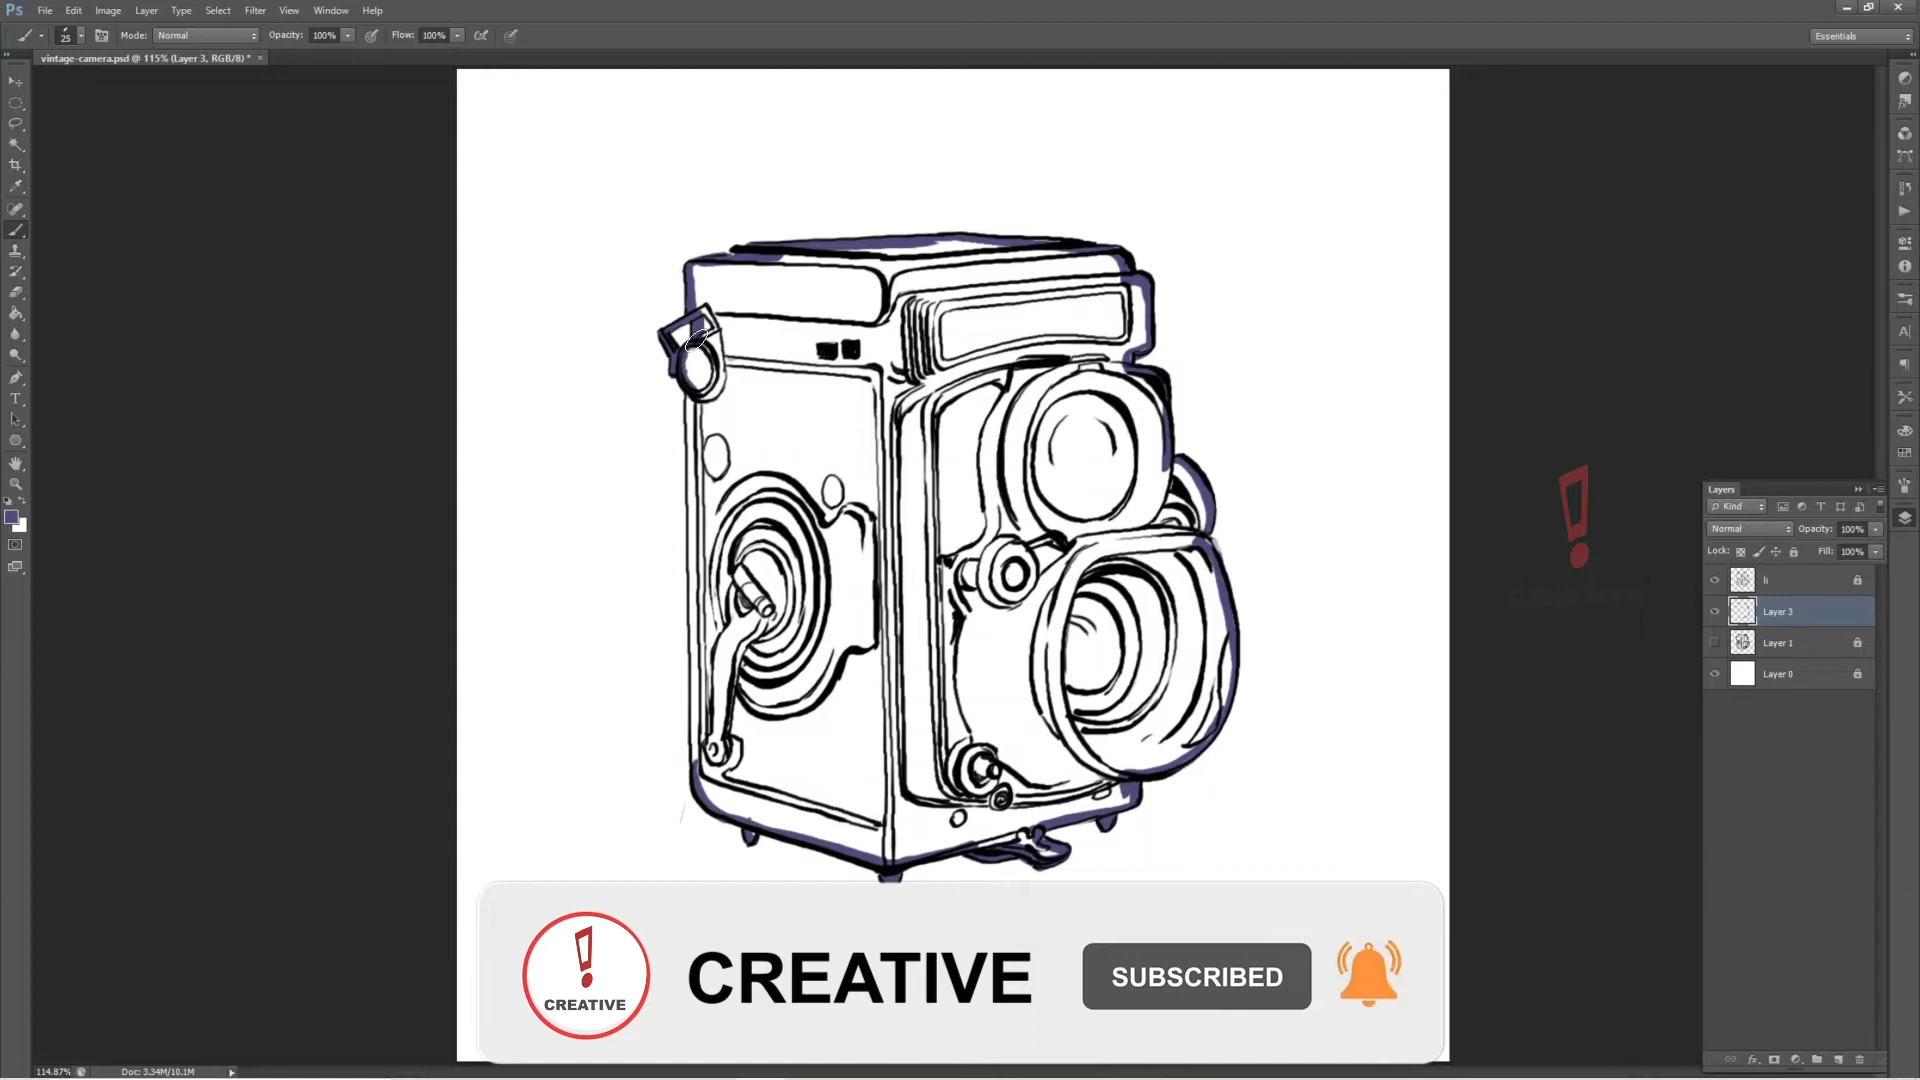 Ps File Edit Image Layer Type Select Filter View Window Help
25 Mode: Normal Opacity: 100% Flow: 100% Essentials
vintage-camera.psd @ 115% (Layer 3, RGB/8) * ×
Layers
Kind
Normal Opacity: 100%
Lock: Fill: 100%
li
Layer 3
Layer 1
Layer 0
CREATIVE
CREATIVE
SUBSCRIBED
114.87% Doc: 3.34M/10.1M